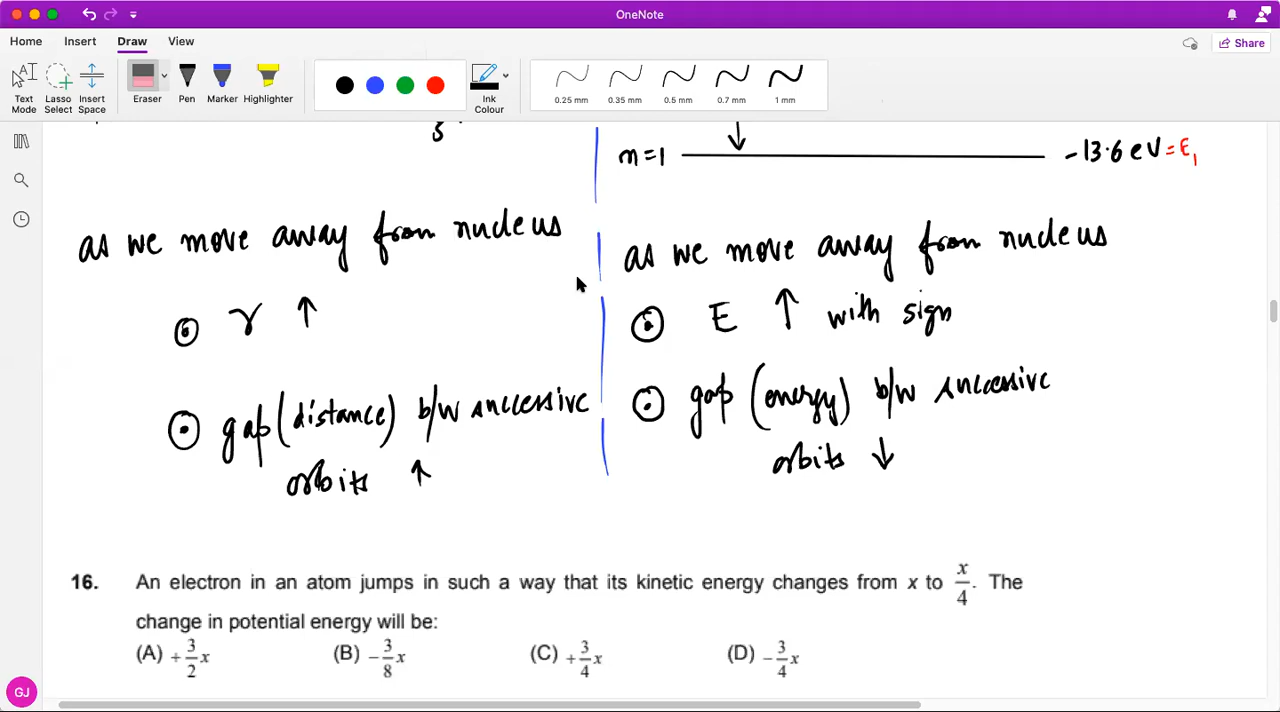 OneNote
Home Insert Draw View
Share
Text Mode
Lasso Select
Insert Space
Eraser
Pen
Marker
Highlighter
Ink Colour
0.25 mm 0.35 mm 0.5 mm 0.7 mm 1 mm
n=1 -13.6 eV = E₁
as we move away from nucleus
r ↑
gap (distance) b/w successive
orbits ↑
as we move away from nucleus
E ↑ with sign
gap (energy) b/w successive
orbits ↓
16. An electron in an atom jumps in such a way that its kinetic energy changes from x to x/4. The
change in potential energy will be:
(A) +3/2 x (B) -3/8 x (C) +3/4 x (D) -3/4 x
GJ